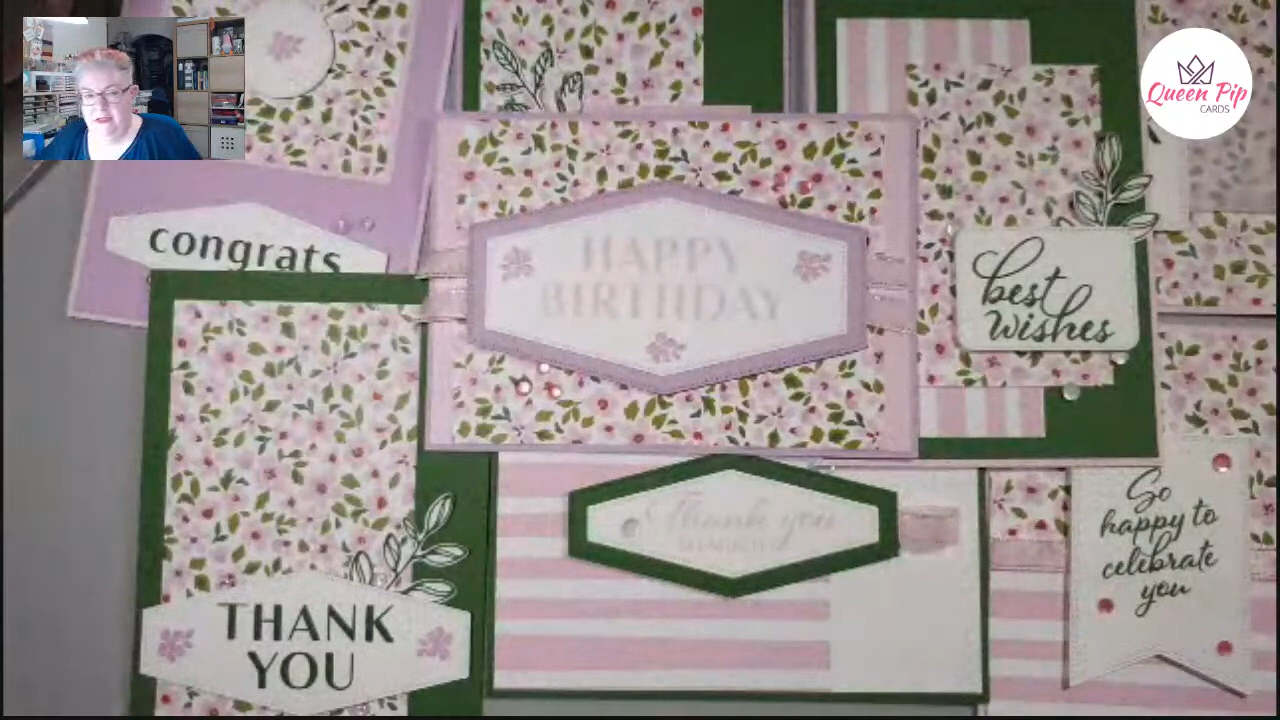 Queen Pip
CARDS
congrats
HAPPY
BIRTHDAY
best
wishes
Thank you
So
happy to
celebrate
you
THANK
YOU